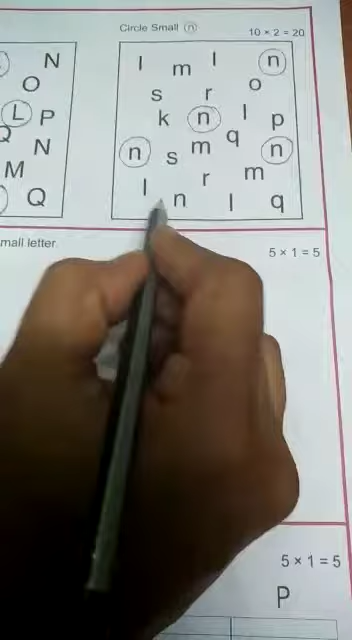 Circle Small n 10 × 2 = 20
N l m l n
O s r o
L P k n l p
Q N n s m q n
M l r m
Q n l q
mall letter. 5 × 1 = 5
5 × 1 = 5
P